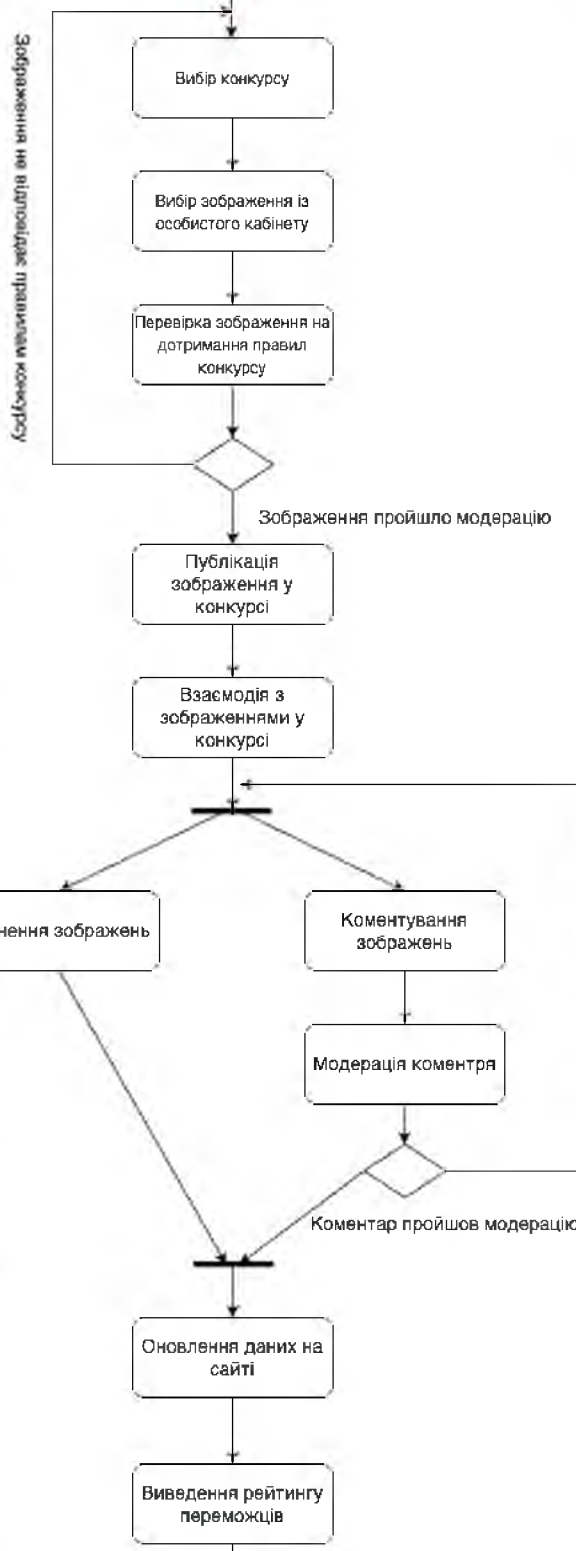 Зображення не відповідає правилам конкурсу
Вибір конкурсу
Вибір зображення із
особистого кабінету
Перевірка зображення на
дотримання правил
конкурсу
Зображення пройшло модерацію
Публікація
зображення у
конкурсі
Взаємодія з
зображеннями у
конкурсі
зображень
Коментування
зображень
Модерація коментря
Коментар пройшов модерацію
Оновлення даних на
сайті
Виведення рейтингу
переможців